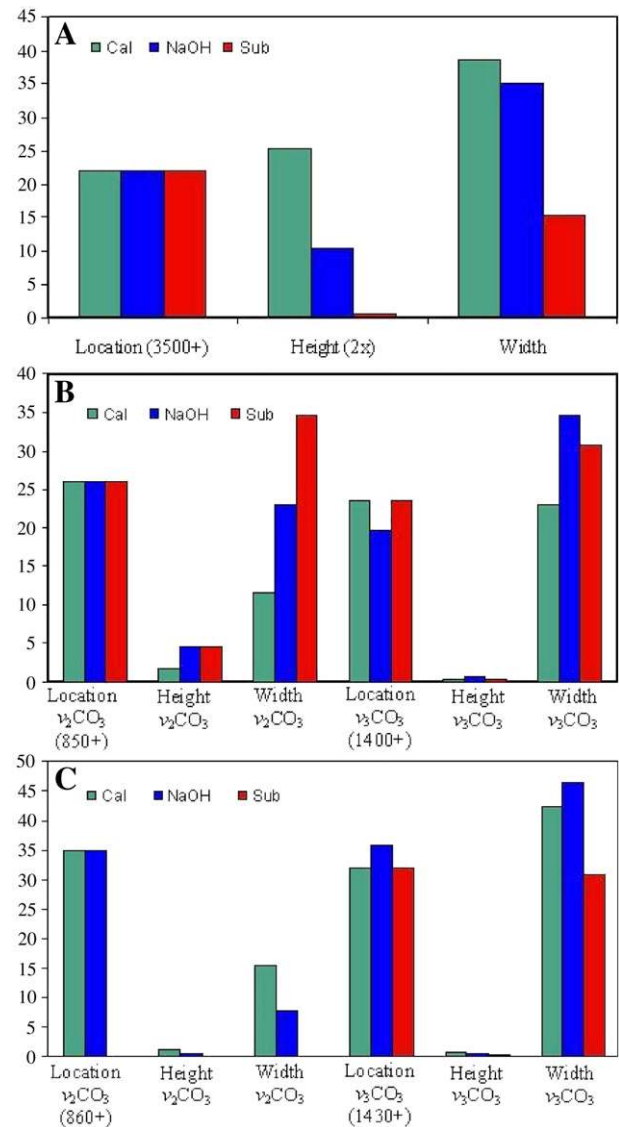 45
A
Cal NaOH Sub
40
35
30
25
20
15
10
5
0
Location (3500+) Height (2x) Width
40
B
Cal NaOH Sub
35
30
25
20
15
10
5
0
Location Height Width Location Height Width
ν₂CO₃ ν₂CO₃ ν₂CO₃ ν₃CO₃ ν₃CO₃ ν₃CO₃
(850+) (1400+)
50
C
Cal NaOH Sub
45
40
35
30
25
20
15
10
5
0
Location Height Width Location Height Width
ν₂CO₃ ν₂CO₃ ν₂CO₃ ν₃CO₃ ν₃CO₃ ν₃CO₃
(860+) (1430+)